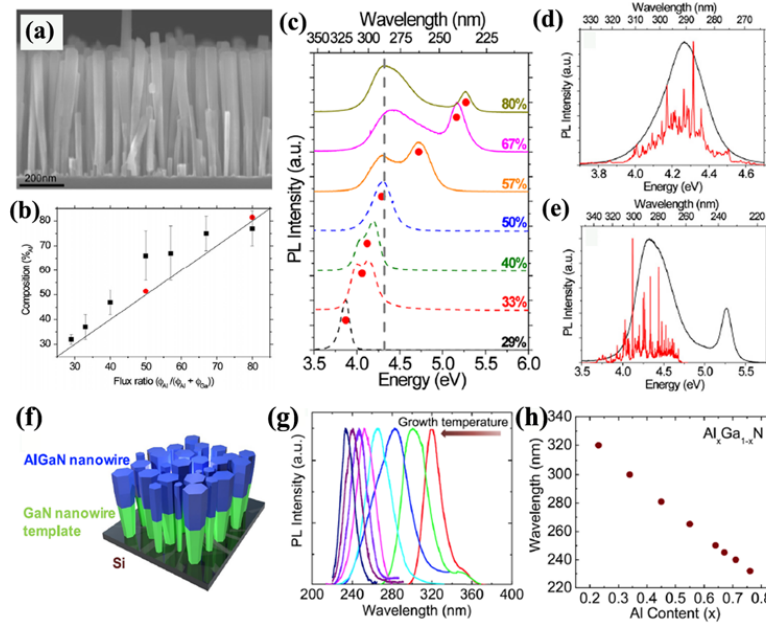 (a)
200nm
(b)
Composition (%Al)
80
70
60
50
40
30
30 40 50 60 70 80
Flux ratio (ϕAl/(ϕAl + ϕGa))
(c)
Wavelength (nm)
350 325 300 275 250 225
PL Intensity (a.u.)
80%
67%
57%
50%
40%
33%
29%
3.5 4.0 4.5 5.0 5.5 6.0
Energy (eV)
(d)
Wavelength (nm)
330 320 310 300 290 280 270
PL Intensity (a.u.)
3.8 4.0 4.2 4.4 4.6
Energy (eV)
(e)
Wavelength (nm)
340 320 300 280 260 240 220
PL Intensity (a.u.)
3.5 4.0 4.5 5.0 5.5
Energy (eV)
(f)
AlGaN nanowire
GaN nanowire
template
Si
(g)
Growth temperature
PL Intensity (a.u.)
200 240 280 320 360 400
Wavelength (nm)
(h)
AlxGa1-xN
Wavelength (nm)
340
320
300
280
260
240
220
0.2 0.3 0.4 0.5 0.6 0.7 0.8
Al Content (x)